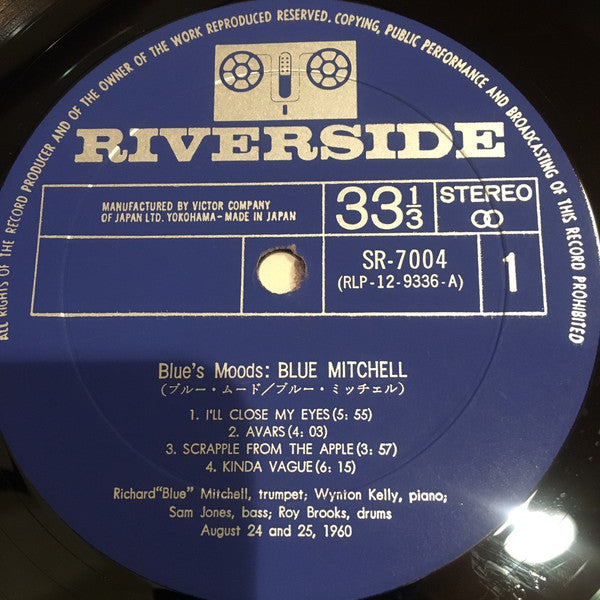 ALL RIGHTS OF THE RECORD PRODUCER AND OF THE OWNER OF THE WORK REPRODUCED RESERVED. COPYING, PUBLIC PERFORMANCE AND BROADCASTING OF THIS RECORD PROHIBITED
RIVERSIDE
MANUFACTURED BY VICTOR COMPANY
OF JAPAN LTD. YOKOHAMA-MADE IN JAPAN
33 1/3
STEREO
SR-7004
(RLP-12-9336-A)
1
Blue's Moods: BLUE MITCHELL
(ブルー・ムード/ブルー・ミッチェル)
1. I'LL CLOSE MY EYES(5: 55)
2. AVARS(4: 03)
3. SCRAPPLE FROM THE APPLE(3: 57)
4. KINDA VAGUE(6: 15)
Richard"Blue" Mitchell, trumpet; Wynton Kelly, piano;
Sam Jones, bass; Roy Brooks, drums
August 24 and 25, 1960